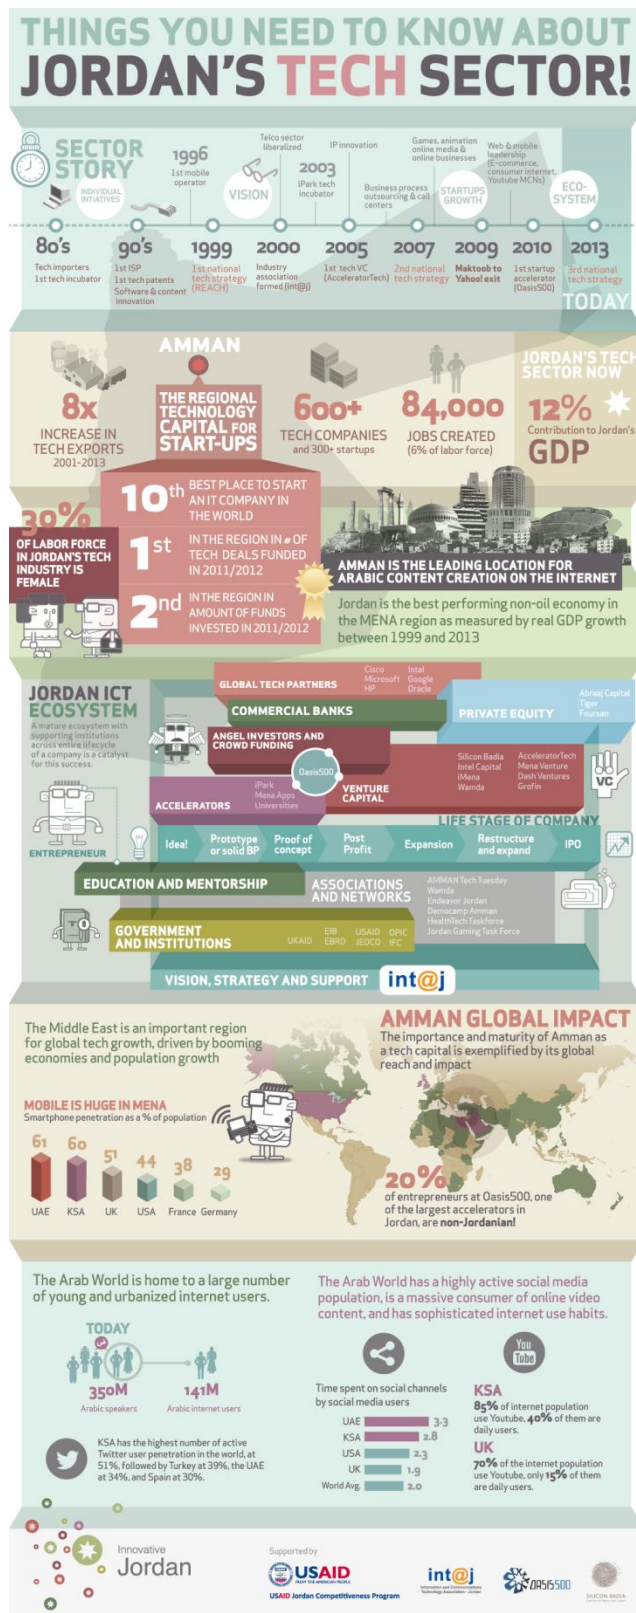 THINGS YOU NEED TO KNOW ABOUT
JORDAN'S TECH SECTOR!
SECTOR
STORY
INDIVIDUAL
INITIATIVES
1996
1st mobile
operator
VISION
Telco sector
liberalized
2003
iPark tech
incubator
IP innovation
Business process
outsourcing & call
centers
Games, animation
online media &
online businesses
STARTUPS
GROWTH
Web & mobile
leadership
(E-commerce,
consumer internet,
Youtube MCNs)
ECO-
SYSTEM
80's
Tech importers
1st tech incubator
90's
1st ISP
1st tech patents
Software & content
innovation
1999
1st national
tech strategy
(REACH)
2000
Industry
association
formed (int@j)
2005
1st tech VC
(AcceleratorTech)
2007
2nd national
tech strategy
2009
Maktoob to
Yahoo! exit
2010
1st startup
accelerator
(Oasis500)
2013
3rd national
tech strategy
TODAY
IP
8x
INCREASE IN
TECH EXPORTS
2001-2013
AMMAN
THE REGIONAL
TECHNOLOGY
CAPITAL FOR
START-UPS
600+
TECH COMPANIES
and 300+ startups
84,000
JOBS CREATED
(6% of labor force)
JORDAN'S TECH
SECTOR NOW
12%
Contribution to Jordan's
GDP
30%
OF LABOR FORCE
IN JORDAN'S TECH
INDUSTRY IS
FEMALE
10th BEST PLACE TO START
AN IT COMPANY IN
THE WORLD
1st IN THE REGION IN # OF
TECH DEALS FUNDED
IN 2011/2012
2nd IN THE REGION IN
AMOUNT OF FUNDS
INVESTED IN 2011/2012
AMMAN IS THE LEADING LOCATION FOR
ARABIC CONTENT CREATION ON THE INTERNET
Jordan is the best performing non-oil economy in
the MENA region as measured by real GDP growth
between 1999 and 2013
JORDAN ICT
ECOSYSTEM
A mature ecosystem with
supporting institutions
across entire lifecycle
of a company is a catalyst
for this success.
GLOBAL TECH PARTNERS
Cisco Intel
Microsoft Google
HP Oracle
COMMERCIAL BANKS
PRIVATE EQUITY
Abraaj Capital
Tiger
Foursan
ANGEL INVESTORS AND
CROWD FUNDING
Oasis500
VENTURE
CAPITAL
Silicon Badia AcceleratorTech
Intel Capital Mena Venture
iMena Dash Ventures
Wamda Grofin
VC
ACCELERATORS
iPark
Mena Apps
Universities
LIFE STAGE OF COMPANY
ENTREPRENEUR
Idea!
Prototype
or solid BP
Proof of
concept
Post
Profit
Expansion
Restructure
and expand
IPO
EDUCATION AND MENTORSHIP
ASSOCIATIONS
AND NETWORKS
AMMAN Tech Tuesday
Wamda
Endeavor Jordan
Democamp Amman
HealthTech Taskforce
Jordan Gaming Task Force
GOVERNMENT
AND INSTITUTIONS
EIB USAID OPIC
UKAID EBRD JEDCO IFC
VISION, STRATEGY AND SUPPORT
int@j
The Middle East is an important region
for global tech growth, driven by booming
economies and population growth
MOBILE IS HUGE IN MENA
Smartphone penetration as a % of population
61 60 51 44 38 29
UAE KSA UK USA France Germany
AMMAN GLOBAL IMPACT
The importance and maturity of Amman as
a tech capital is exemplified by its global
reach and impact
20%
of entrepreneurs at Oasis500, one
of the largest accelerators in
Jordan, are non-Jordanian!
The Arab World is home to a large number
of young and urbanized internet users.
TODAY
350M
Arabic speakers
141M
Arabic internet users
KSA has the highest number of active
Twitter user penetration in the world, at
51%, followed by Turkey at 39%, the UAE
at 34%, and Spain at 30%.
The Arab World has a highly active social media
population, is a massive consumer of online video
content, and has sophisticated internet use habits.
Time spent on social channels
by social media users
UAE 3.3
KSA 2.8
USA 2.3
UK 1.9
World Avg. 2.0
You
Tube
KSA
85% of internet population
use Youtube, 40% of them are
daily users.
UK
70% of the internet population
use Youtube, only 15% of them
are daily users.
Innovative
Jordan
Supported by
USAID
FROM THE AMERICAN PEOPLE
USAID Jordan Competitiveness Program
int@j
Information and Communications
Technology Association - Jordan
OASIS500
SILICON BADIA